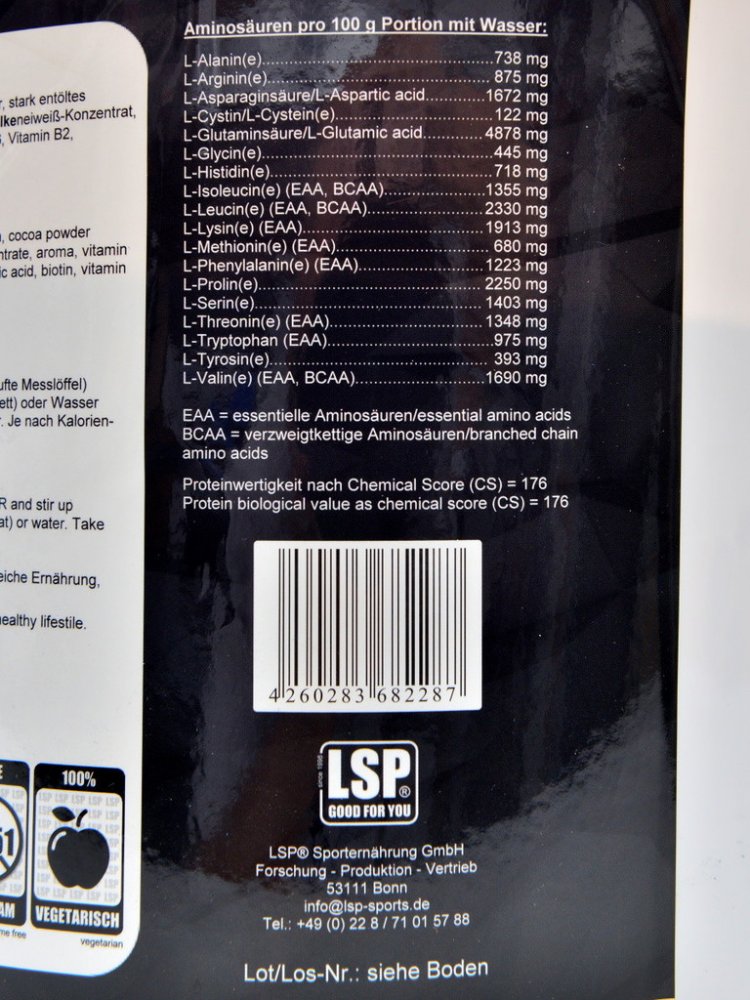 , stark entöltes
lkeneiweiß-Konzentrat,
, Vitamin B2,
, cocoa powder
ntrate, aroma, vitamin
ic acid, biotin, vitamin
ufte Messlöffel)
ett) oder Wasser
. Je nach Kalorien-
R and stir up
at) or water. Take
eiche Ernährung,
ealthy lifestile.
100%
VEGETARISCH
vegetarian
51
AM
me free
Aminosäuren pro 100 g Portion mit Wasser:
L-Alanin(e)..................................................738 mg
L-Arginin(e)................................................ 875 mg
L-Asparaginsäure/L-Aspartic acid.............1672 mg
L-Cystin/L-Cystein(e)..................................122 mg
L-Glutaminsäure/L-Glutamic acid..............4878 mg
L-Glycin(e)..................................................445 mg
L-Histidin(e)................................................718 mg
L-Isoleucin(e) (EAA, BCAA)......................1355 mg
L-Leucin(e) (EAA, BCAA).........................2330 mg
L-Lysin(e) (EAA)........................................1913 mg
L-Methionin(e) (EAA)..................................680 mg
L-Phenylalanin(e) (EAA)...........................1223 mg
L-Prolin(e).................................................2250 mg
L-Serin(e).................................................1403 mg
L-Threonin(e) (EAA).................................1348 mg
L-Tryptophan (EAA)....................................975 mg
L-Tyrosin(e)................................................393 mg
L-Valin(e) (EAA, BCAA)............................1690 mg
EAA = essentielle Aminosäuren/essential amino acids
BCAA = verzweigtkettige Aminosäuren/branched chain
amino acids
Proteinwertigkeit nach Chemical Score (CS) = 176
Protein biological value as chemical score (CS) = 176
4 260283 682287
since 1998
LSP®
GOOD FOR YOU
LSP® Sporternährung GmbH
Forschung - Produktion - Vertrieb
53111 Bonn
info@lsp-sports.de
Tel.: +49 (0) 22 8 / 71 01 57 88
Lot/Los-Nr.: siehe Boden